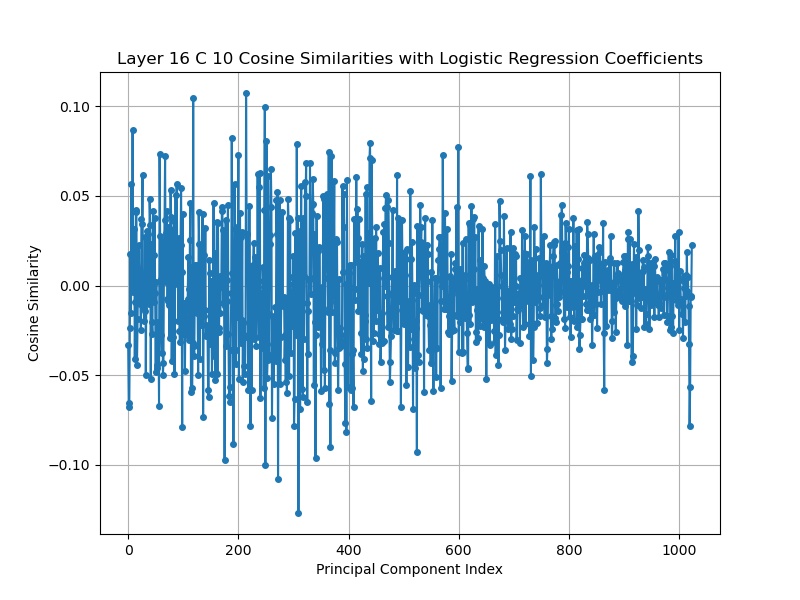 Layer 16 C 10 Cosine Similarities with Logistic Regression Coefficients
0.10
0.05
0.00
−0.05
−0.10
Cosine Similarity
0 200 400 600 800 1000
Principal Component Index